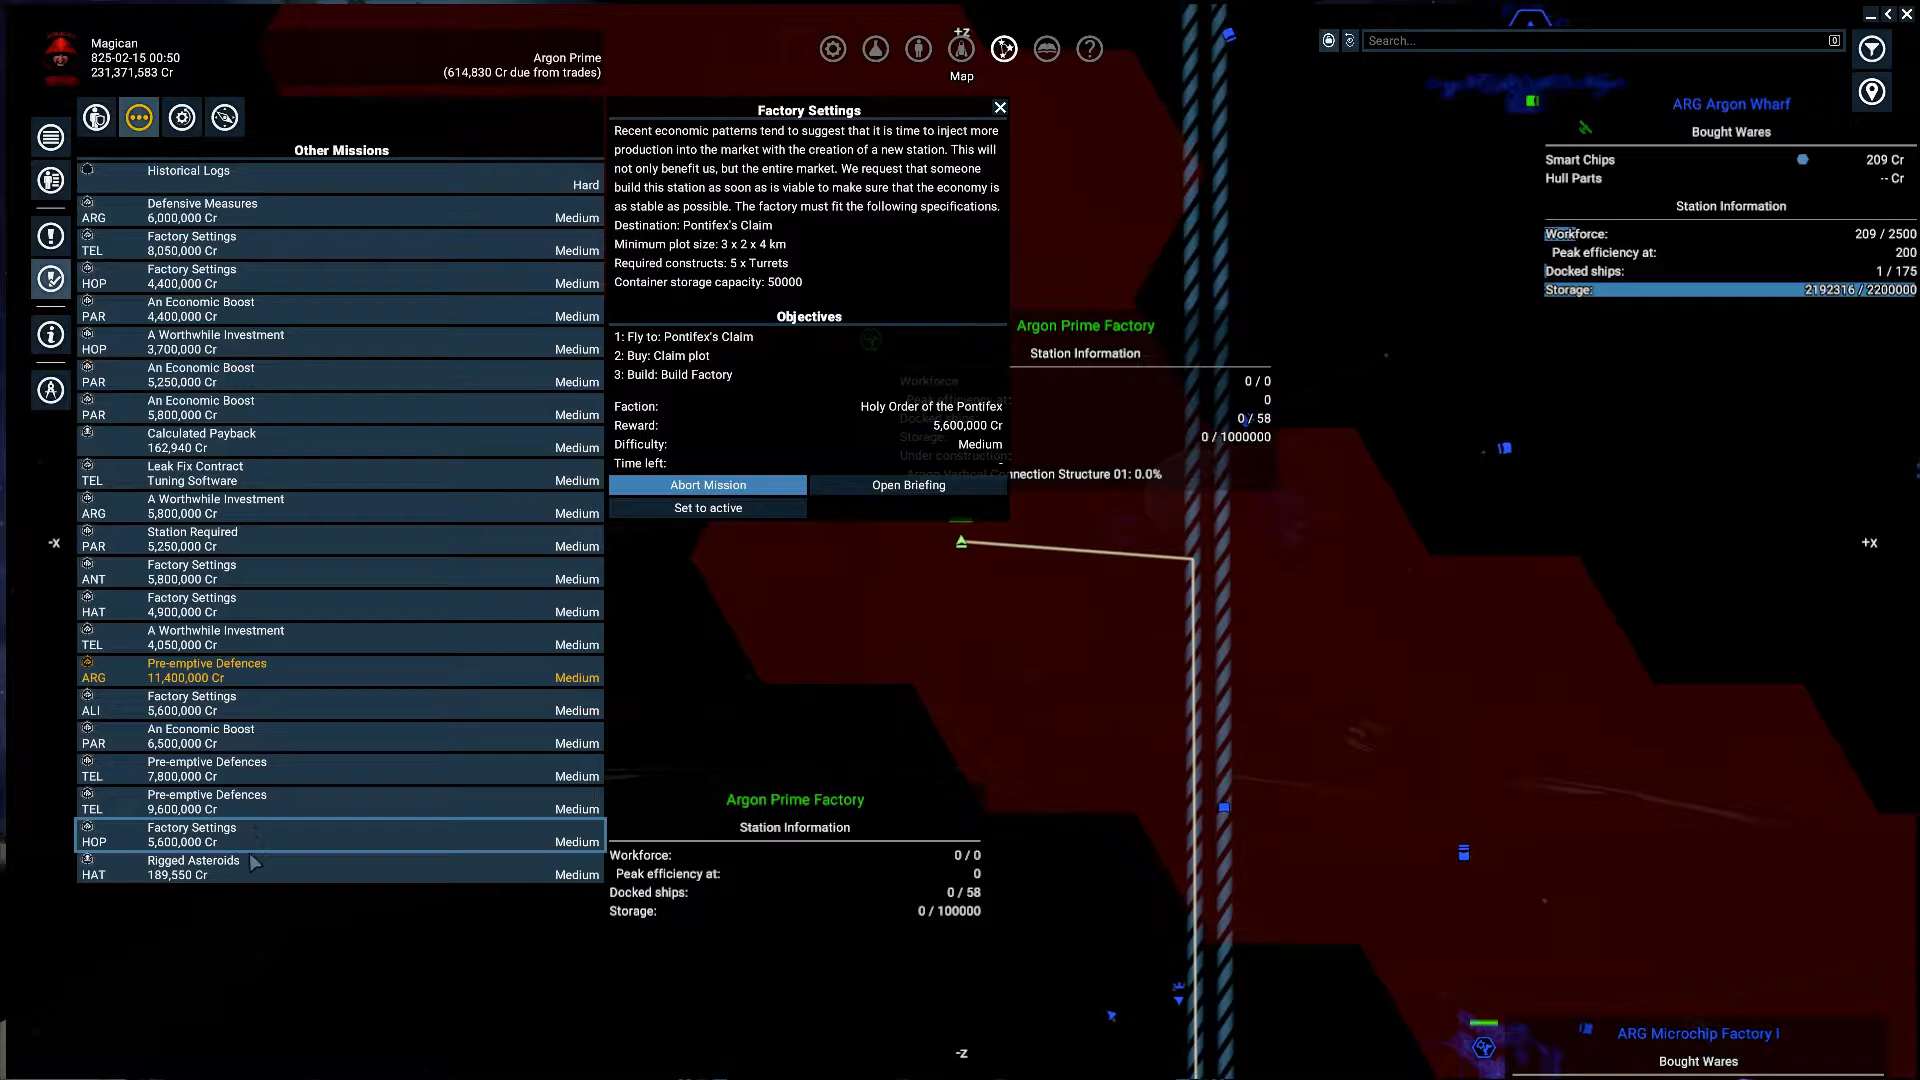 Magican
825-02-15 00:50
231,371,583 Cr
Argon Prime
(614,830 Cr due from trades)
+Z
Map
Search...
0
Other Missions
Historical Logs
Hard
Defensive Measures
ARG 6,000,000 Cr Medium
Factory Settings
TEL 8,050,000 Cr Medium
Factory Settings
HOP 4,400,000 Cr Medium
An Economic Boost
PAR 4,400,000 Cr Medium
A Worthwhile Investment
HOP 3,700,000 Cr Medium
An Economic Boost
PAR 5,250,000 Cr Medium
An Economic Boost
PAR 5,800,000 Cr Medium
Calculated Payback
162,940 Cr Medium
Leak Fix Contract
TEL Tuning Software Medium
A Worthwhile Investment
ARG 5,800,000 Cr Medium
Station Required
PAR 5,250,000 Cr Medium
Factory Settings
ANT 5,800,000 Cr Medium
Factory Settings
HAT 4,900,000 Cr Medium
A Worthwhile Investment
TEL 4,050,000 Cr Medium
Pre-emptive Defences
ARG 11,400,000 Cr Medium
Factory Settings
ALI 5,600,000 Cr Medium
An Economic Boost
PAR 6,500,000 Cr Medium
Pre-emptive Defences
TEL 7,800,000 Cr Medium
Pre-emptive Defences
TEL 9,600,000 Cr Medium
Factory Settings
HOP 5,600,000 Cr Medium
Rigged Asteroids
HAT 189,550 Cr Medium
Factory Settings
Recent economic patterns tend to suggest that it is time to inject more
production into the market with the creation of a new station. This will
not only benefit us, but the entire market. We request that someone
build this station as soon as is viable to make sure that the economy is
as stable as possible. The factory must fit the following specifications.
Destination: Pontifex's Claim
Minimum plot size: 3 x 2 x 4 km
Required constructs: 5 x Turrets
Container storage capacity: 50000
Objectives
1: Fly to: Pontifex's Claim
2: Buy: Claim plot
3: Build: Build Factory
Faction: Holy Order of the Pontifex
Reward: 5,600,000 Cr
Difficulty: Medium
Time left: -
Abort Mission Open Briefing
Set to active
Argon Prime Factory
Station Information
Workforce: 0 / 0
Peak efficiency at: 0
Docked ships: 0 / 58
Storage: 0 / 1000000
Under construction:
Argon Vertical Connection Structure 01: 0.0%
-X
+X
Argon Prime Factory
Station Information
Workforce: 0 / 0
Peak efficiency at: 0
Docked ships: 0 / 58
Storage: 0 / 100000
-Z
ARG Argon Wharf
Bought Wares
Smart Chips 209 Cr
Hull Parts -- Cr
Station Information
Workforce: 209 / 2500
Peak efficiency at: 200
Docked ships: 1 / 175
Storage: 2192316 / 2200000
ARG Microchip Factory I
Bought Wares